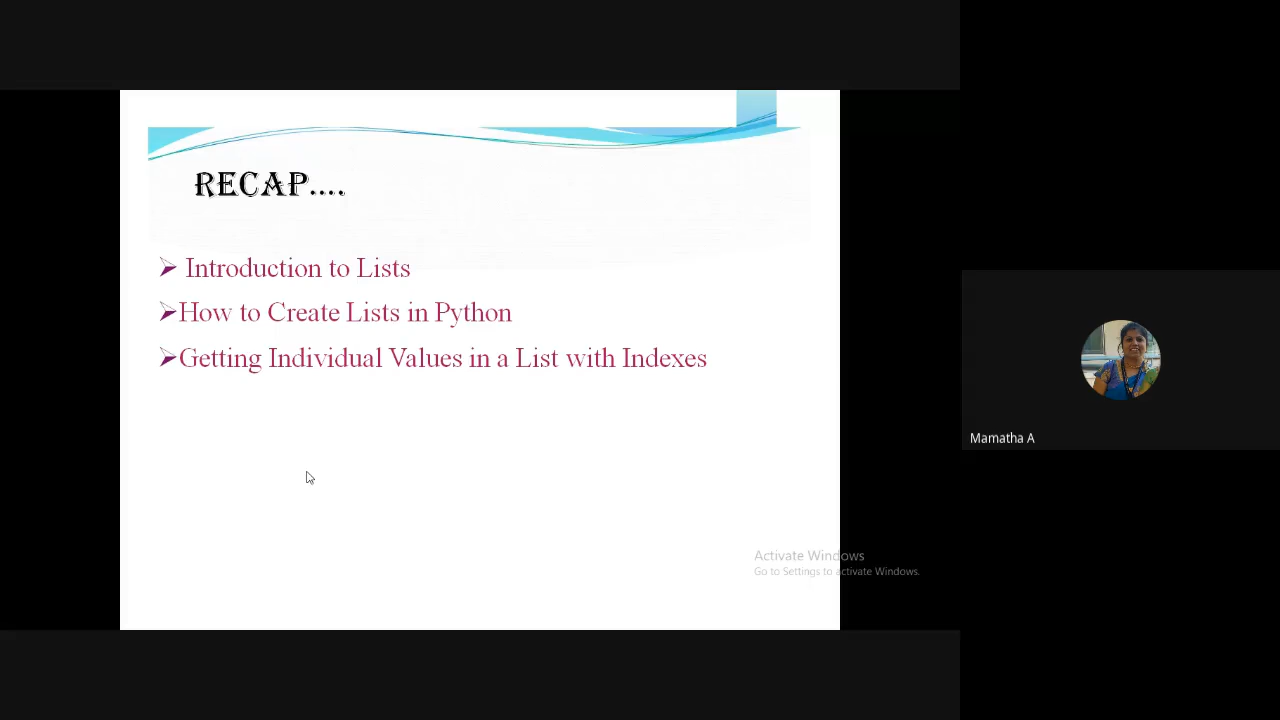 RECAP....
➢ Introduction to Lists
➢How to Create Lists in Python
➢Getting Individual Values in a List with Indexes
Mamatha A
Activate Windows
Go to Settings to activate Windows.